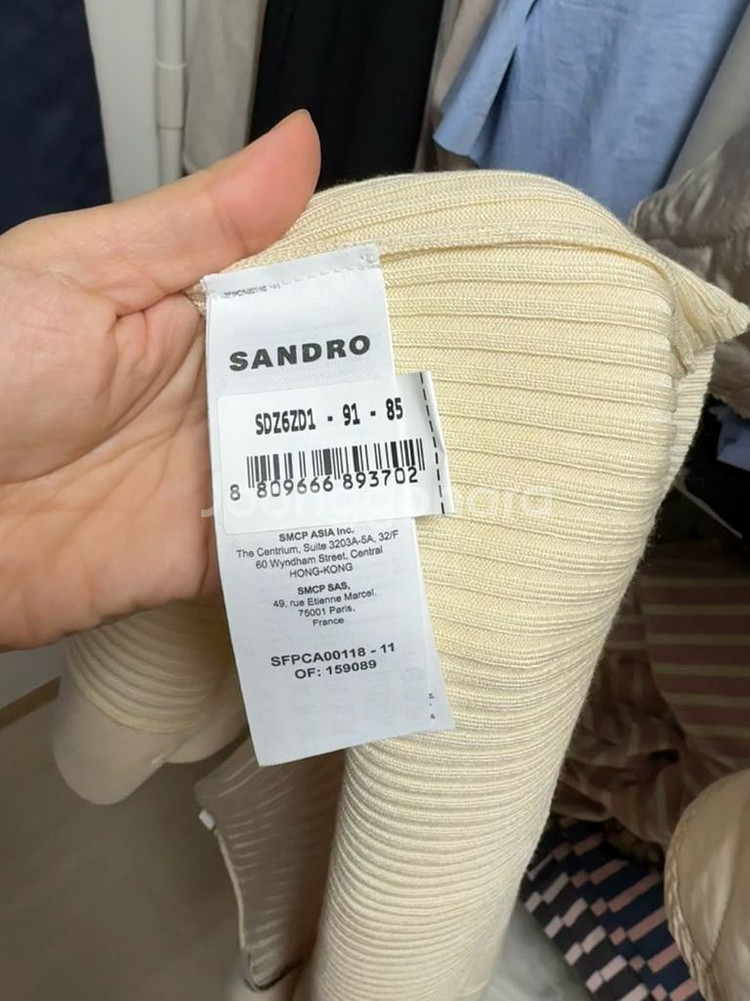 SANDRO
SDZ6ZD1 - 91 - 85
8 809666 893702
SMCP ASIA Inc.
The Centrium, Suite 3203A-5A, 32/F
60 Wyndham Street, Central
HONG-KONG
SMCP SAS,
49, rue Etienne Marcel,
75001 Paris,
France
SFPCA00118 - 11
OF: 159089